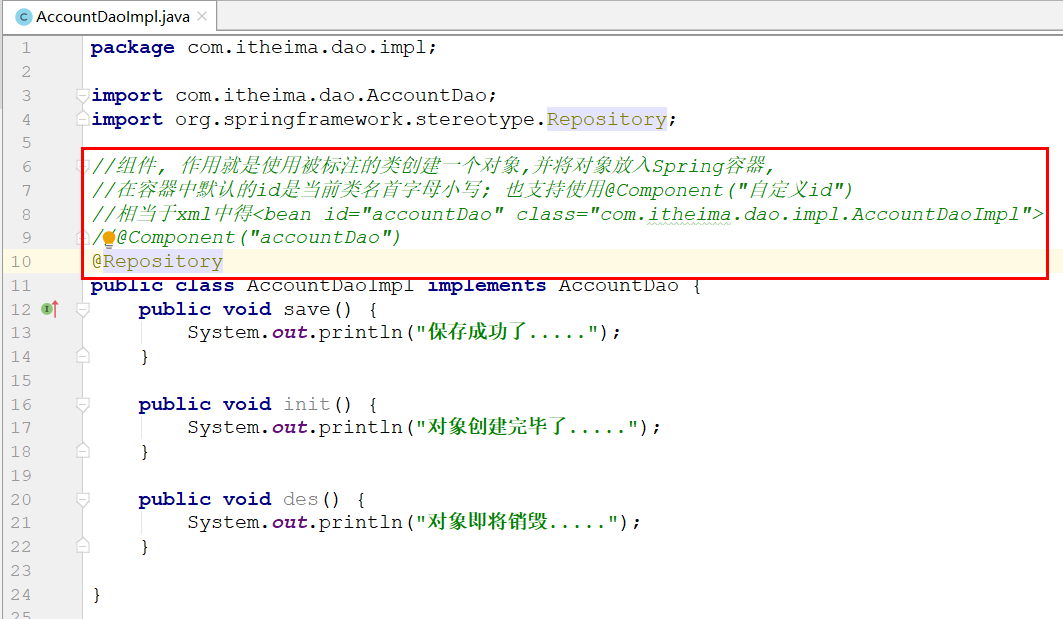 AccountDaoImpl.java
1 package com.itheima.dao.impl;
2
3 import com.itheima.dao.AccountDao;
4 import org.springframework.stereotype.Repository;
5
6 //组件, 作用就是使用被标注的类创建一个对象,并将对象放入Spring容器,
7 //在容器中默认的id是当前类名首字母小写; 也支持使用@Component("自定义id")
8 //相当于xml中得<bean id="accountDao" class="com.itheima.dao.impl.AccountDaoImpl">
9 //@Component("accountDao")
10 @Repository
11 public class AccountDaoImpl implements AccountDao {
12 public void save() {
13 System.out.println("保存成功了.....");
14 }
15
16 public void init() {
17 System.out.println("对象创建完毕了.....");
18 }
19
20 public void des() {
21 System.out.println("对象即将销毁.....");
22 }
23
24 }
25